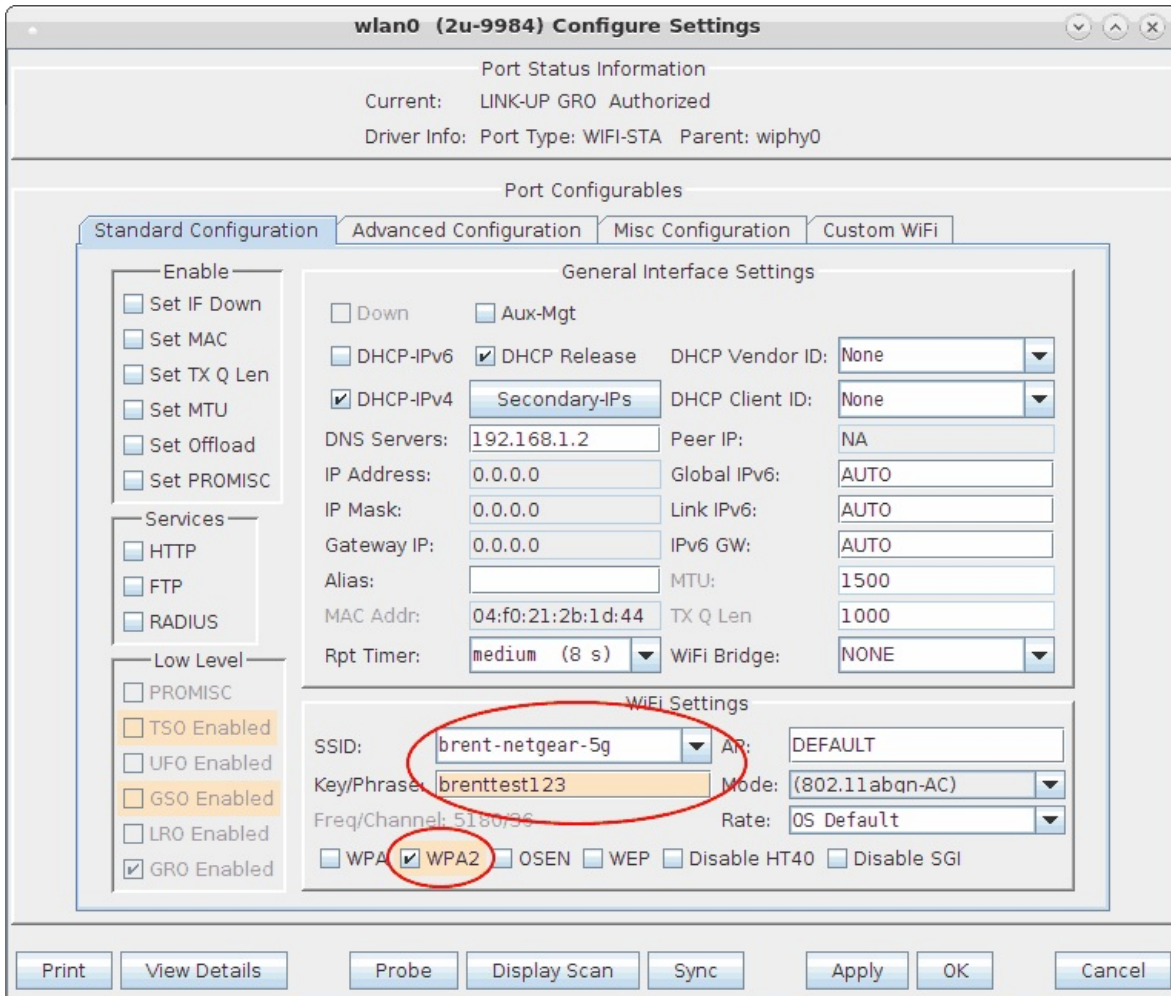 wlan0 (2u-9984) Configure Settings
Port Status Information
Current: LINK-UP GRO Authorized
Driver Info: Port Type: WIFI-STA Parent: wiphy0
Port Configurables
Standard Configuration Advanced Configuration Misc Configuration Custom WiFi
Enable
Set IF Down
Set MAC
Set TX Q Len
Set MTU
Set Offload
Set PROMISC
Services
HTTP
FTP
RADIUS
Low Level
PROMISC
TSO Enabled
UFO Enabled
GSO Enabled
LRO Enabled
GRO Enabled
General Interface Settings
Down Aux-Mgt
DHCP-IPv6 DHCP Release DHCP Vendor ID: None
DHCP-IPv4 Secondary-IPs DHCP Client ID: None
DNS Servers: 192.168.1.2 Peer IP: NA
IP Address: 0.0.0.0 Global IPv6: AUTO
IP Mask: 0.0.0.0 Link IPv6: AUTO
Gateway IP: 0.0.0.0 IPv6 GW: AUTO
Alias: MTU: 1500
MAC Addr: 04:f0:21:2b:1d:44 TX Q Len 1000
Rpt Timer: medium (8 s) WiFi Bridge: NONE
WiFi Settings
SSID: brent-netgear-5g AP: DEFAULT
Key/Phrase: brenttest123 Mode: (802.11abgn-AC)
Freq/Channel: 5180/36 Rate: OS Default
WPA WPA2 OSEN WEP Disable HT40 Disable SGI
Print View Details Probe Display Scan Sync Apply OK Cancel